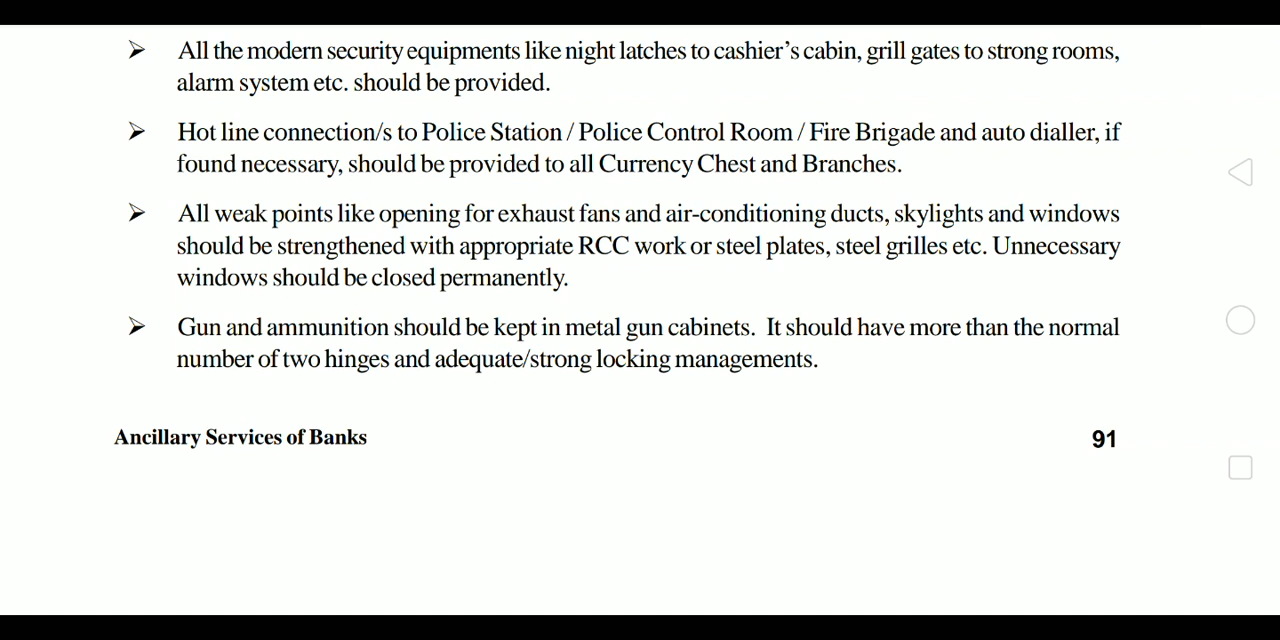 ➢ All the modern security equipments like night latches to cashier's cabin, grill gates to strong rooms,
alarm system etc. should be provided.
➢ Hot line connection/s to Police Station / Police Control Room / Fire Brigade and auto dialler, if
found necessary, should be provided to all Currency Chest and Branches.
➢ All weak points like opening for exhaust fans and air-conditioning ducts, skylights and windows
should be strengthened with appropriate RCC work or steel plates, steel grilles etc. Unnecessary
windows should be closed permanently.
➢ Gun and ammunition should be kept in metal gun cabinets.  It should have more than the normal
number of two hinges and adequate/strong locking managements.
Ancillary Services of Banks 91